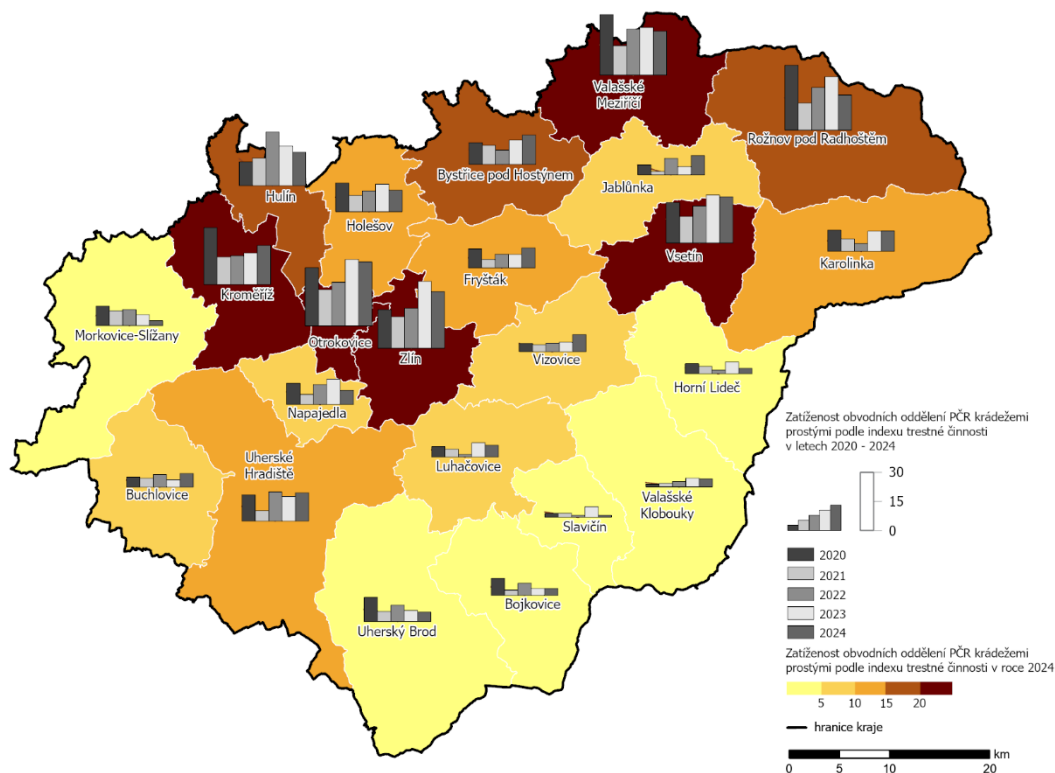 Valašské
Meziříčí
Rožnov pod Radhoštěm
Bystřice pod Hostýnem
Jablůnka
Hulín
Holešov
Vsetín
Karolinka
Fryšták
Kroměříž
Otrokovice
Zlín
Morkovice-Slížany
Vizovice
Horní Lideč
Napajedla
Luhačovice
Uherské
Hradiště
Buchlovice
Valašské
Klobouky
Slavičín
Bojkovice
Uherský Brod
Zatíženost obvodních oddělení PČR krádežemi
prostými podle indexu trestné činnosti
v letech 2020 - 2024
30
15
0
2020
2021
2022
2023
2024
Zatíženost obvodních oddělení PČR krádežemi
prostými podle indexu trestné činnosti v roce 2024
5 10 15 20
hranice kraje
km
0 5 10 20